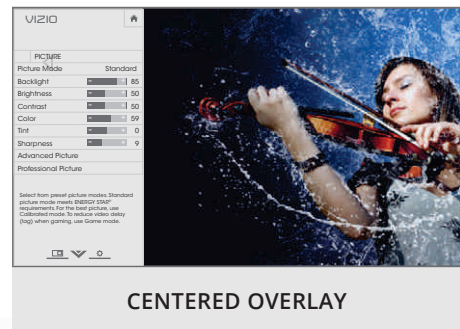 VIZIO
PICTURE
Picture Mode Standard
Backlight 85
Brightness 50
Contrast 50
Color 59
Tint 0
Sharpness 9
Advanced Picture
Professional Picture
Select from preset picture modes. Standard
picture mode meets ENERGY STAR®
requirements. For the best picture, use
Calibrated mode. To reduce video delay
(lag) when gaming, use Game mode.
CENTERED OVERLAY